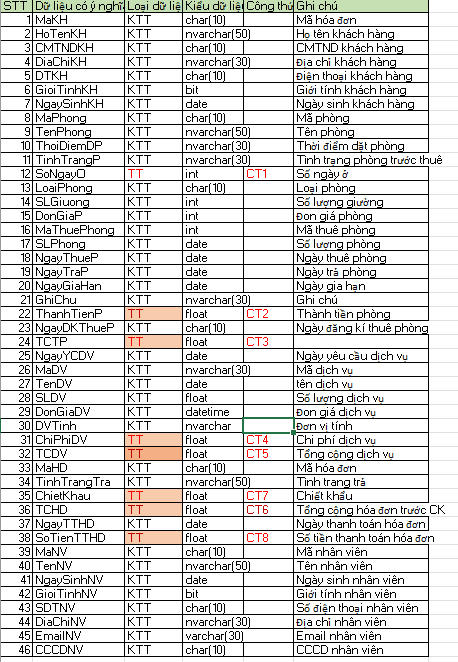 STT Dữ liệu có ý nghĩ Loại dữ liệ Kiểu dữ liệ Công thứ Ghi chú
1 MaKH KTT char(10) Mã hóa đơn
2 HoTenKH KTT nvarchar(50) Họ tên khách hàng
3 CMTNDKH KTT char(10) CMTND khách hàng
4 DiaChiKH KTT nvarchar(30) Địa chỉ khách hàng
5 DTKH KTT char(10) Điện thoại khách hàng
6 GioiTinhKH KTT bit Giới tính khách hàng
7 NgaySinhKH KTT date Ngày sinh khách hàng
8 MaPhong KTT char(10) Mã phòng
9 TenPhong KTT nvarchar(50) Tên phòng
10 ThoiDiemDP KTT nvarchar(30) Thời điểm dặt phòng
11 TinhTrangP KTT nvarchar(30) Tình trạng phòng trước thuê
12 SoNgayO TT int CT1 Số ngày ở
13 LoaiPhong KTT char(10) Loại phòng
14 SLGiuong KTT int Số lượng giường
15 DonGiaP KTT int Đơn giá phòng
16 MaThuePhong KTT int Mã thuê phòng
17 SLPhong KTT date Số lượng phòng
18 NgayThueP KTT date Ngày thuê phòng
19 NgayTraP KTT date Ngày trả phòng
20 NgayGiaHan KTT date Ngày gia hạn
21 GhiChu KTT nvarchar(30) Ghi chú
22 ThanhTienP TT float CT2 Thành tiền phòng
23 NgayDKThueP KTT char(10) Ngày đăng kí thuê phòng
24 TCTP TT float CT3
25 NgayYCDV KTT date Ngày yêu cầu dịch vụ
26 MaDV KTT nvarchar(30) Mã dịch vụ
27 TenDV KTT date tên dịch vụ
28 SLDV KTT float Số lượng dịch vụ
29 DonGiaDV KTT datetime Đơn giá dịch vụ
30 DVTinh KTT nvarchar Đơn vị tính
31 ChiPhiDV TT float CT4 Chi phí dịch vụ
32 TCDV TT float CT5 Tổng cộng dịch vụ
33 MaHD KTT char(10) Mã hóa đơn
34 TinhTrangTra KTT nvarchar(50) Tình trang trả
35 ChietKhau TT float CT7 Chiết khẩu
36 TCHD TT float CT6 Tổng cộng hóa đơn trước CK
37 NgayTTHD KTT date Ngày thanh toán hóa đơn
38 SoTienTTHD TT float CT8 Số tiền thanh toán hóa đơn
39 MaNV KTT char(10) Mã nhân viên
40 TenNV KTT nvarchar(50) Tên nhân viên
41 NgaySinhNV KTT date Ngày sinh nhân viên
42 GioiTinhNV KTT bit Giới tính nhân viên
43 SDTNV KTT char(10) Số điện thoại nhân viên
44 DiaChiNV KTT nvarchar(30) Địa chỉ nhân viên
45 EmailNV KTT varchar(30) Email nhân viên
46 CCCDNV KTT char(10) CCCD nhân viên